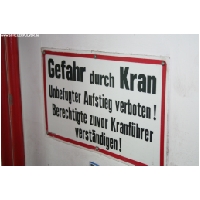 Gefahr durch Kran
Unbefugter Aufstieg verboten!
Berechtigte zuvor Kranführer
verständigen!